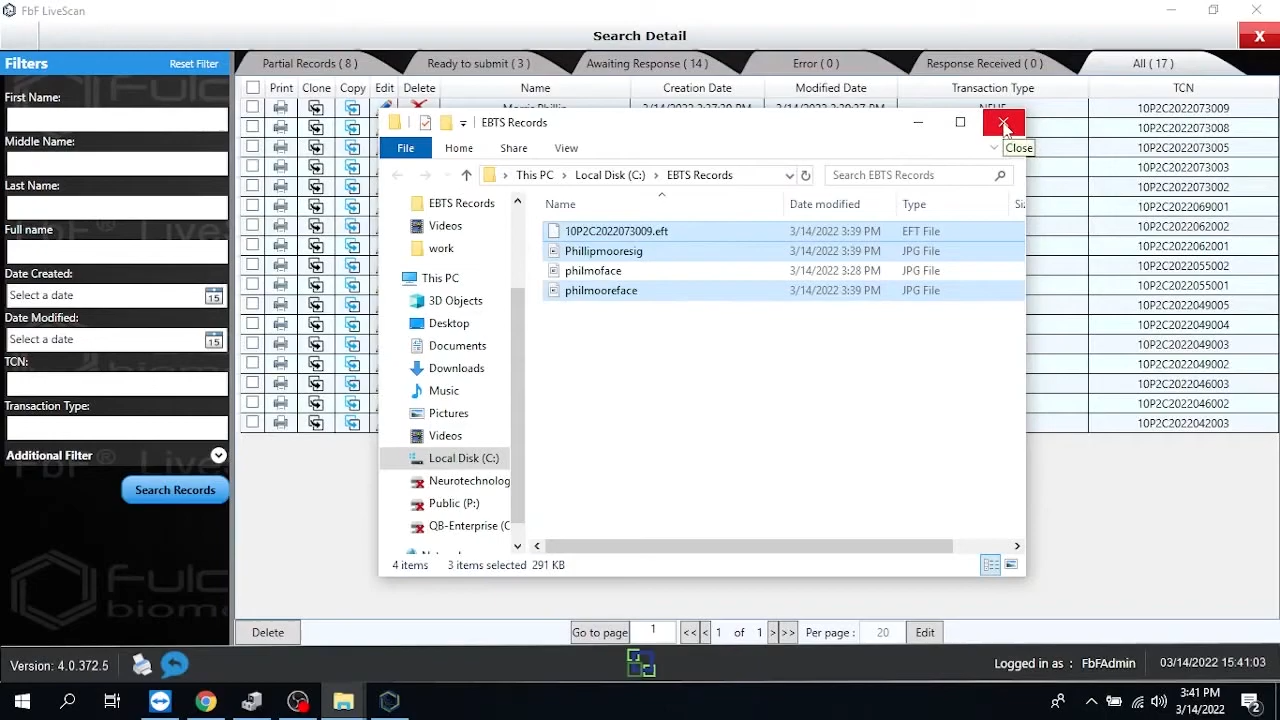 FbF LiveScan
Search Detail
X
Filters
Reset Filter
Partial Records ( 8 )
Ready to submit ( 3 )
Awaiting Response ( 14 )
Error ( 0 )
Response Received ( 0 )
All ( 17 )
Print Clone Copy Edit Delete Name Creation Date Modified Date Transaction Type TCN
First Name:
Middle Name:
Last Name:
Full name
Date Created:
Select a date
15
Date Modified:
Select a date
15
TCN:
Transaction Type:
Additional Filter
Search Records
10P2C2022073009
10P2C2022073008
10P2C2022073005
10P2C2022073003
10P2C2022073002
10P2C2022069001
10P2C2022062002
10P2C2022062001
10P2C2022055002
10P2C2022055001
10P2C2022049005
10P2C2022049004
10P2C2022049003
10P2C2022049002
10P2C2022046003
10P2C2022046002
10P2C2022042003
EBTS Records
Close
File Home Share View
This PC Local Disk (C:) EBTS Records
Search EBTS Records
EBTS Records
Videos
work
This PC
3D Objects
Desktop
Documents
Downloads
Music
Pictures
Videos
Local Disk (C:)
Neurotechnolog
Public (P:)
QB-Enterprise (C
Name Date modified Type
10P2C2022073009.eft 3/14/2022 3:39 PM EFT File
Phillipmooresig 3/14/2022 3:39 PM JPG File
philmoface 3/14/2022 3:28 PM JPG File
philmooreface 3/14/2022 3:39 PM JPG File
4 items 3 items selected 291 KB
Delete
Go to page 1 << < 1 of 1 > >> Per page : 20 Edit
Version: 4.0.372.5
Logged in as : FbFAdmin
03/14/2022 15:41:03
3:41 PM
3/14/2022
2